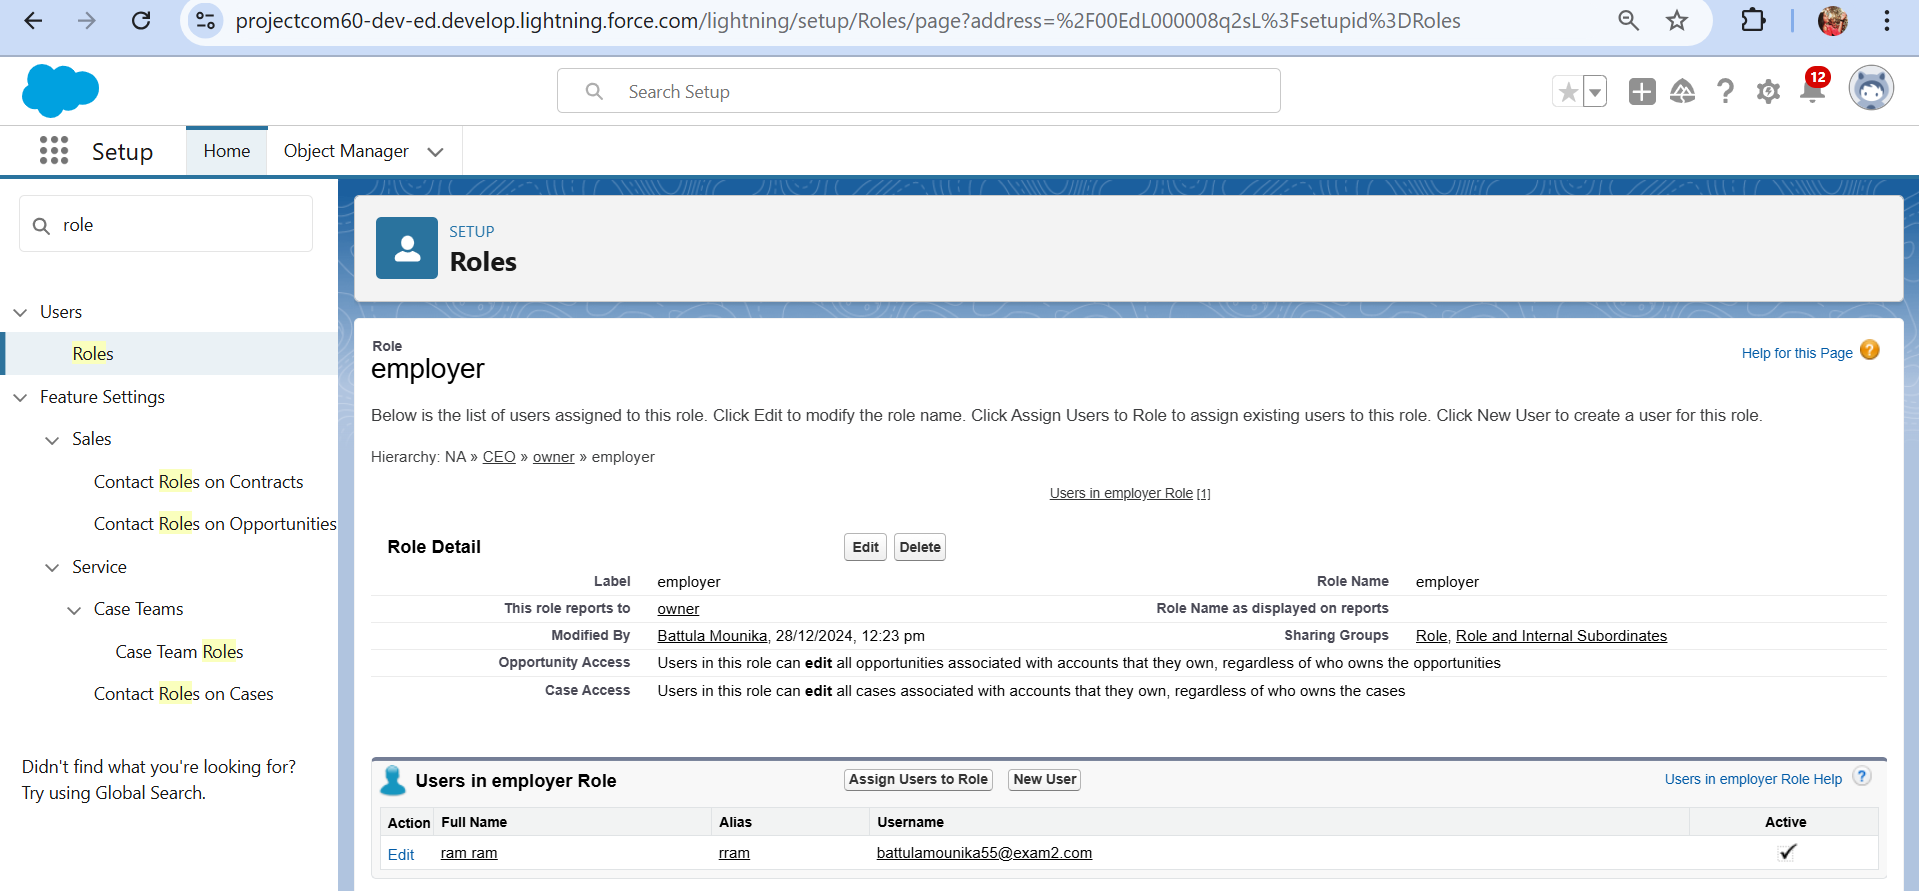 projectcom60-dev-ed.develop.lightning.force.com/lightning/setup/Roles/page?address=%2F00EdL000008q2sL%3Fsetupid%3DRoles
Search Setup
12
Setup
Home
Object Manager
role
Users
Roles
Feature Settings
Sales
Contact Roles on Contracts
Contact Roles on Opportunities
Service
Case Teams
Case Team Roles
Contact Roles on Cases
Didn't find what you're looking for?
Try using Global Search.
SETUP
Roles
Role
employer
Help for this Page ?
Below is the list of users assigned to this role. Click Edit to modify the role name. Click Assign Users to Role to assign existing users to this role. Click New User to create a user for this role.
Hierarchy: NA » CEO » owner » employer
Users in employer Role [1]
Role Detail Edit Delete
Label employer Role Name employer
This role reports to owner Role Name as displayed on reports
Modified By Battula Mounika, 28/12/2024, 12:23 pm Sharing Groups Role, Role and Internal Subordinates
Opportunity Access Users in this role can edit all opportunities associated with accounts that they own, regardless of who owns the opportunities
Case Access Users in this role can edit all cases associated with accounts that they own, regardless of who owns the cases
Users in employer Role Assign Users to Role New User Users in employer Role Help ?
Action Full Name Alias Username Active
Edit ram ram rram battulamounika55@exam2.com